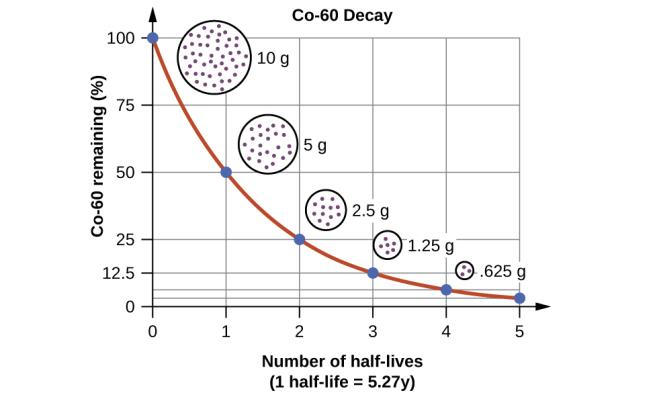 Co-60 Decay
Co-60 remaining (%)
100
75
50
25
12.5
0
10 g
5 g
2.5 g
1.25 g
.625 g
0 1 2 3 4 5
Number of half-lives
(1 half-life = 5.27y)